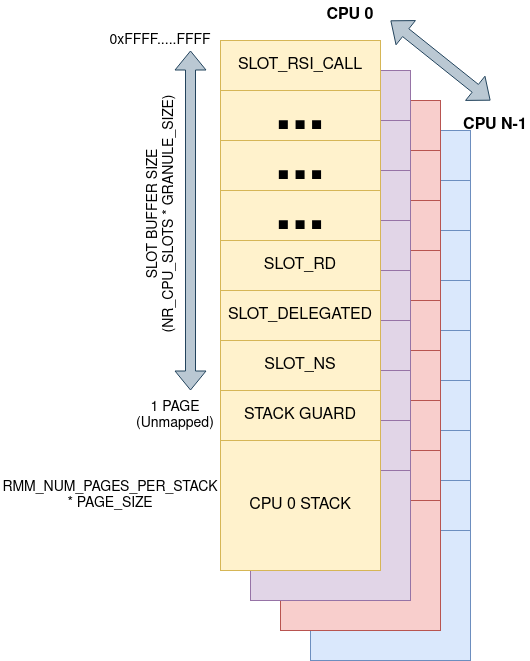 CPU 0
0xFFFF.....FFFF
SLOT_RSI_CALL
CPU N-1
...
...
...
SLOT BUFFER SIZE
(NR_CPU_SLOTS * GRANULE_SIZE)
SLOT_RD
SLOT_DELEGATED
SLOT_NS
1 PAGE
(Unmapped)
STACK GUARD
RMM_NUM_PAGES_PER_STACK
* PAGE_SIZE
CPU 0 STACK